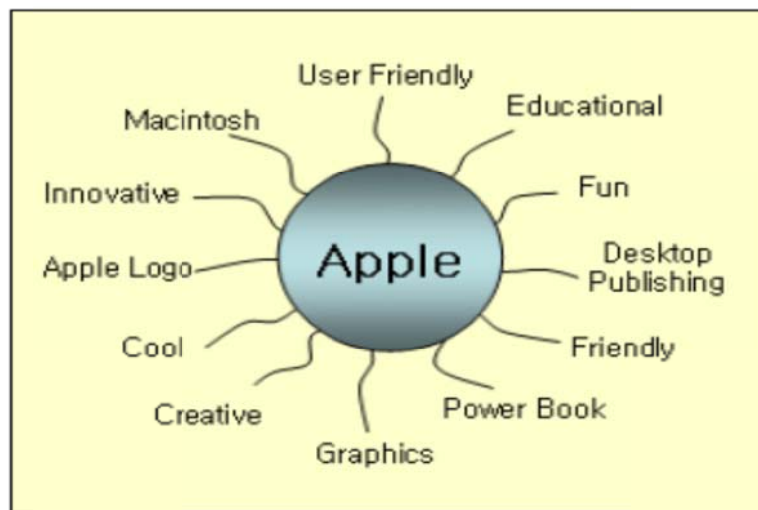 User Friendly
Educational
Macintosh
Innovative
Fun
Apple
Apple Logo
Desktop
Publishing
Cool
Friendly
Creative
Power Book
Graphics